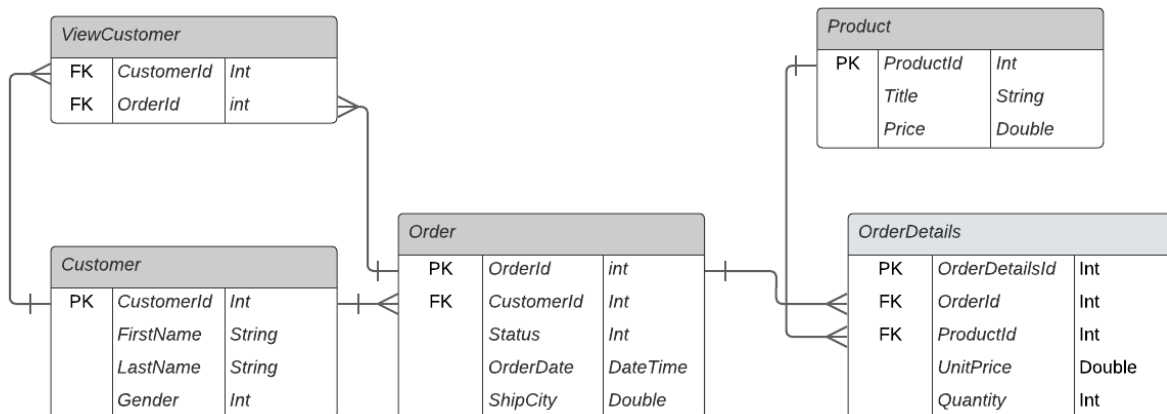 ViewCustomer
FK CustomerId Int
FK OrderId int
Product
PK ProductId Int
Title String
Price Double
Customer
PK CustomerId Int
FirstName String
LastName String
Gender Int
Order
PK OrderId int
FK CustomerId Int
Status Int
OrderDate DateTime
ShipCity Double
OrderDetails
PK OrderDetailsId Int
FK OrderId Int
FK ProductId Int
UnitPrice Double
Quantity Int